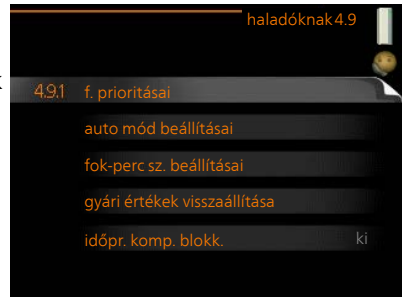 haladóknak 4.9
4.9.1 f. prioritásai
auto mód beállításai
fok-perc sz. beállításai
gyári értékek visszaállítása
időpr. komp. blokk. ki